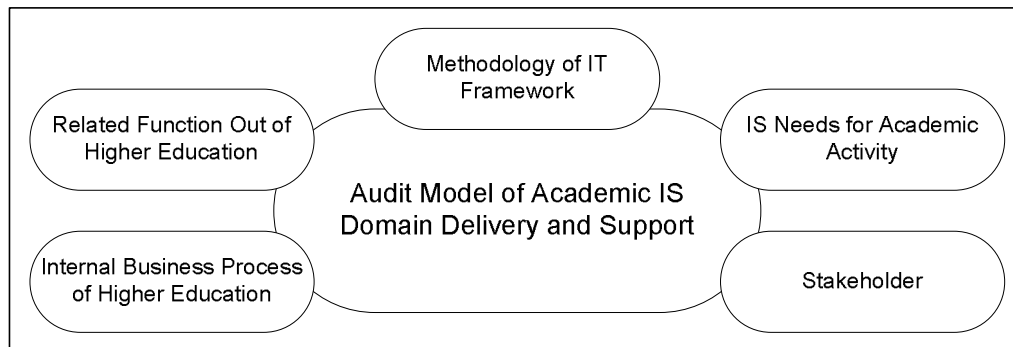 Methodology of IT
Framework
Related Function Out of
Higher Education
IS Needs for Academic
Activity
Audit Model of Academic IS
Domain Delivery and Support
Internal Business Process
of Higher Education
Stakeholder